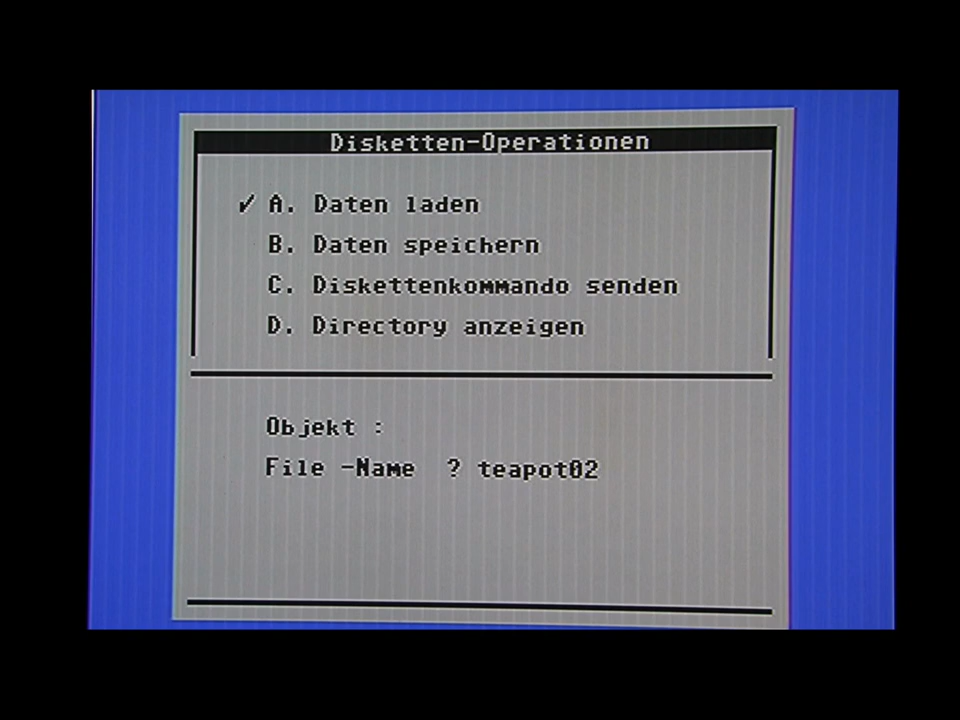 Disketten-Operationen
✓ A. Daten laden
B. Daten speichern
C. Diskettenkommando senden
D. Directory anzeigen
Objekt :
File -Name ? teapot02